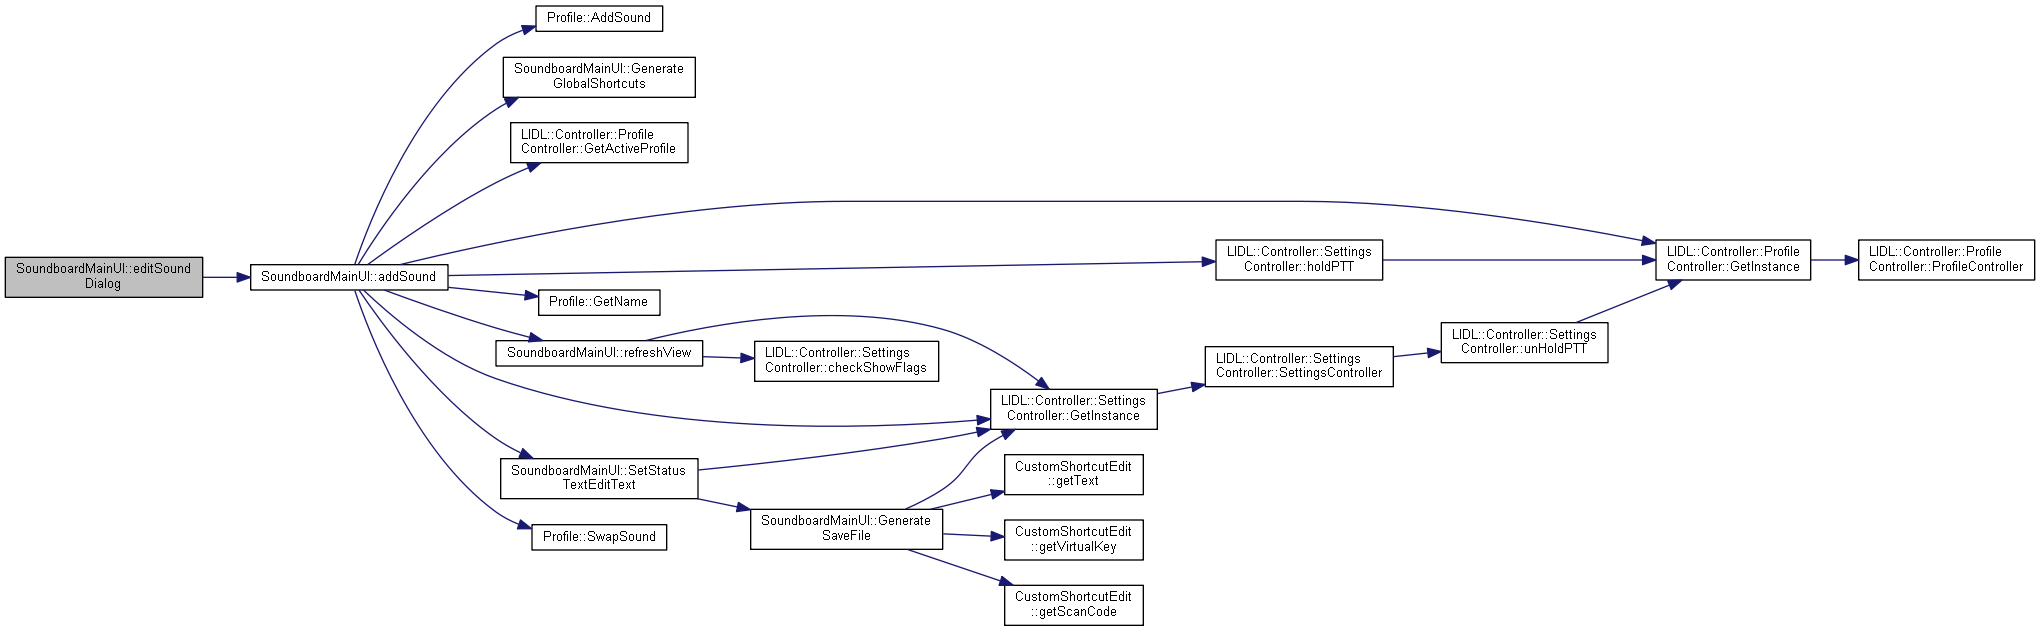 Profile::AddSound
SoundboardMainUI::Generate
GlobalShortcuts
LIDL::Controller::Profile
Controller::GetActiveProfile
SoundboardMainUI::editSound
Dialog
SoundboardMainUI::addSound
LIDL::Controller::Settings
Controller::holdPTT
LIDL::Controller::Profile
Controller::GetInstance
LIDL::Controller::Profile
Controller::ProfileController
Profile::GetName
SoundboardMainUI::refreshView
LIDL::Controller::Settings
Controller::checkShowFlags
LIDL::Controller::Settings
Controller::unHoldPTT
LIDL::Controller::Settings
Controller::SettingsController
LIDL::Controller::Settings
Controller::GetInstance
SoundboardMainUI::SetStatus
TextEditText
CustomShortcutEdit
::getText
Profile::SwapSound
SoundboardMainUI::Generate
SaveFile
CustomShortcutEdit
::getVirtualKey
CustomShortcutEdit
::getScanCode